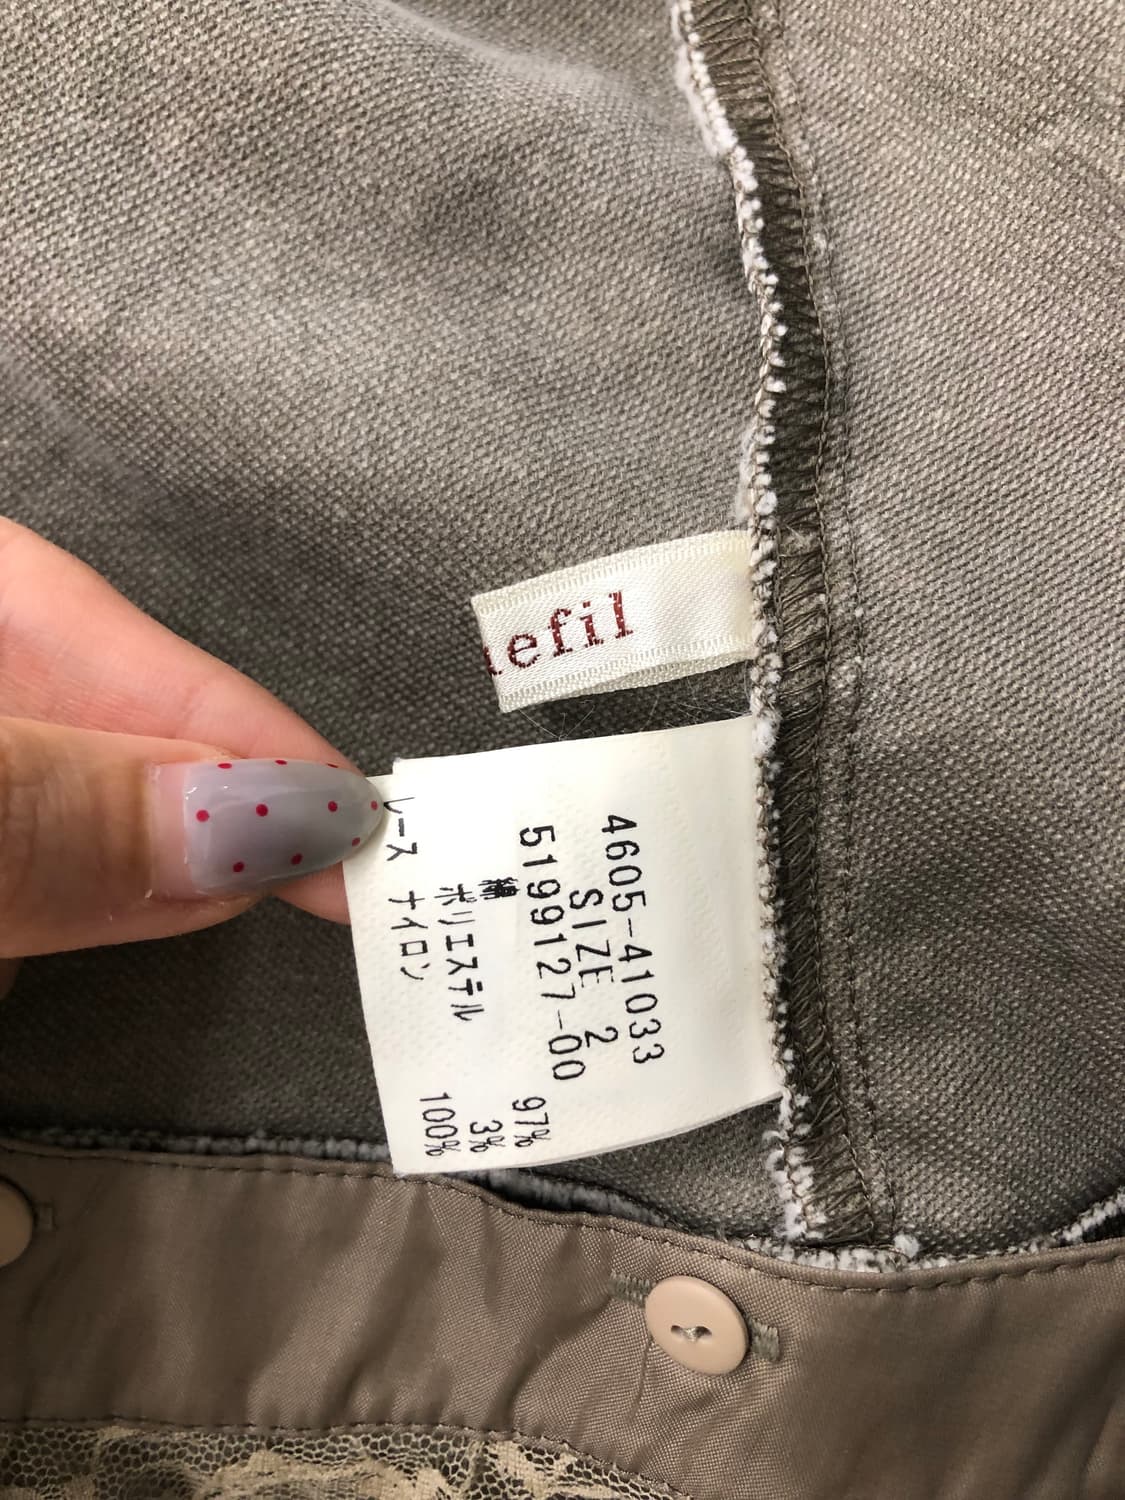 efil
4605-41033
SIZE 2
5199127-00
綿 97%
ポリエステル 3%
レース ナイロン 100%